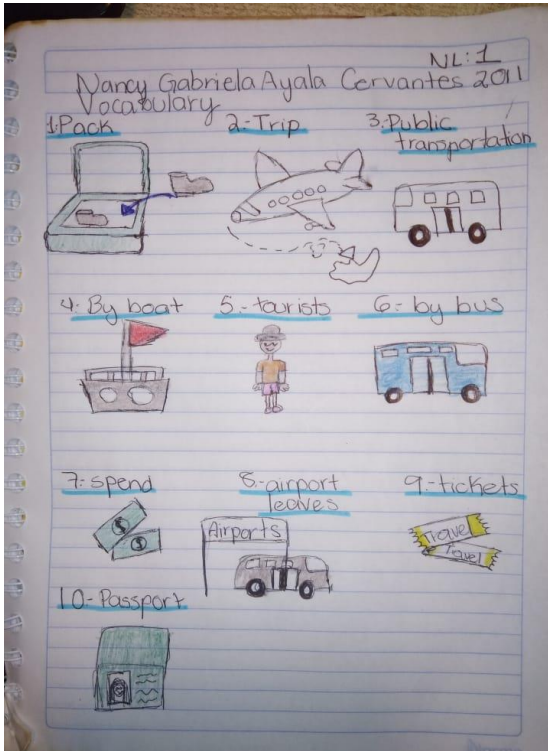 NL:1
Nancy Gabriela Ayala Cervantes 2011
Vocabulary
1.Pack
2.-Trip
3.-Public
transportation
4.-By boat
5.-tourists
6.-by bus
7.-spend
8.-airport
leaves
9.-tickets
$
$
Airports
Travel
Travel
10-Passport